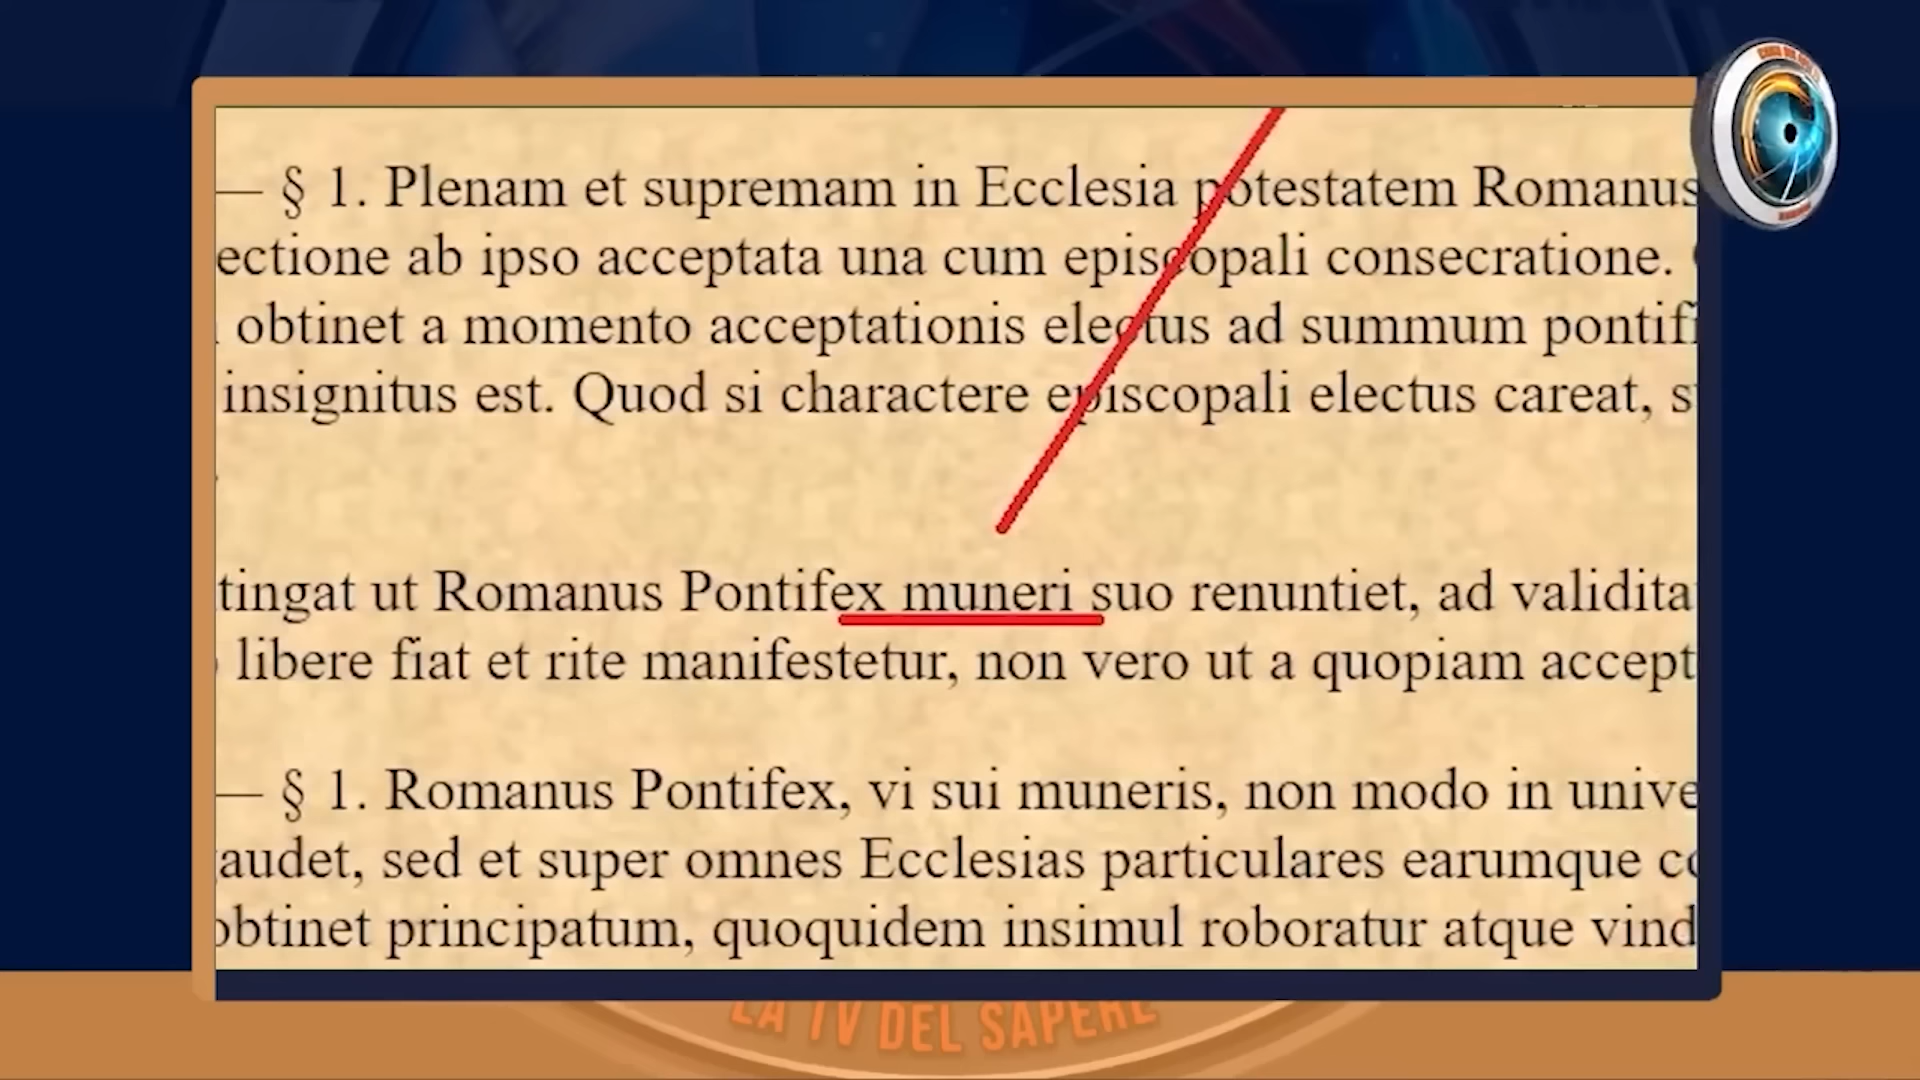 — § 1. Plenam et supremam in Ecclesia potestatem Romanus
ectione ab ipso acceptata una cum episcopali consecratione.
obtinet a momento acceptationis electus ad summum pontifi
insignitus est. Quod si charactere episcopali electus careat, s
tingat ut Romanus Pontifex muneri suo renuntiet, ad validita
libere fiat et rite manifestetur, non vero ut a quopiam accept
— § 1. Romanus Pontifex, vi sui muneris, non modo in unive
audet, sed et super omnes Ecclesias particulares earumque co
obtinet principatum, quoquidem insimul roboratur atque vind
LA TV DEL SAPERE